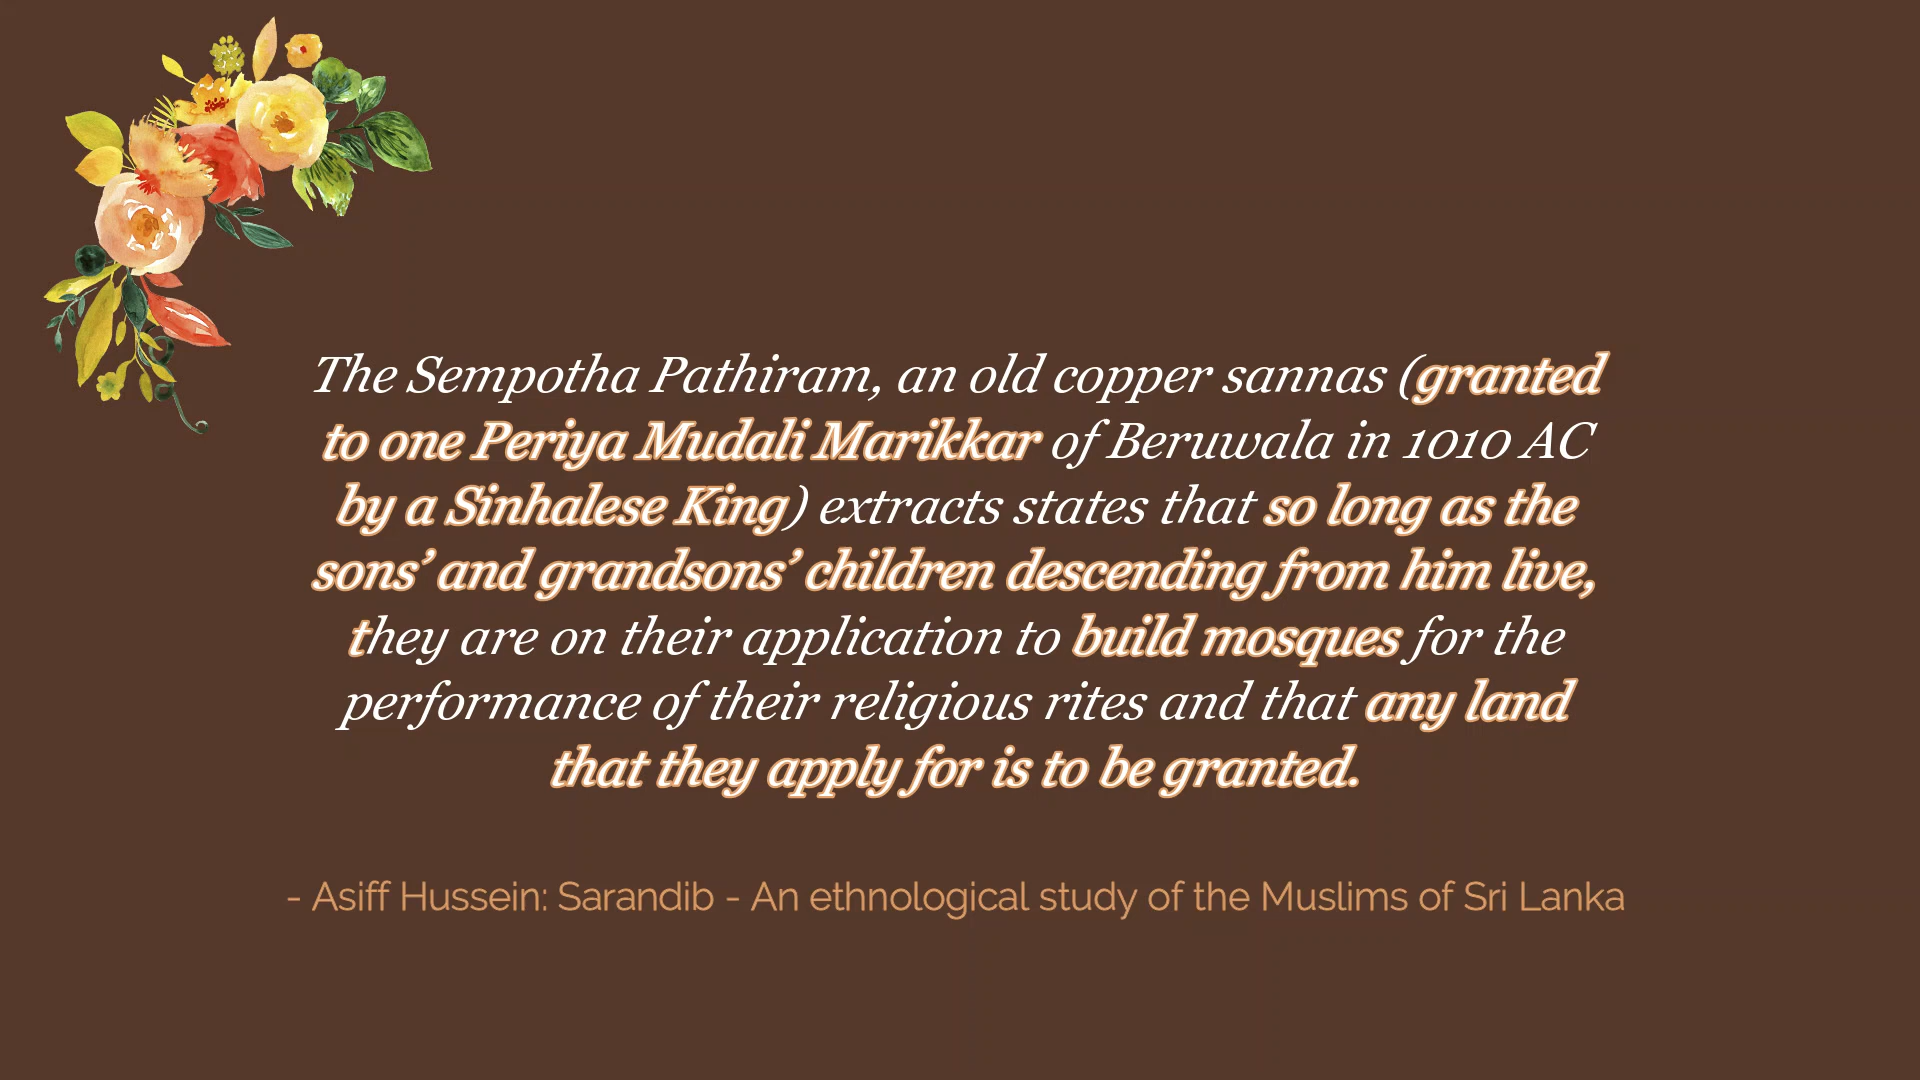 The Sempotha Pathiram, an old copper sannas (granted
to one Periya Mudali Marikkar of Beruwala in 1010 AC
by a Sinhalese King) extracts states that so long as the
sons’ and grandsons’ children descending from him live,
they are on their application to build mosques for the
performance of their religious rites and that any land
that they apply for is to be granted.
- Asiff Hussein: Sarandib - An ethnological study of the Muslims of Sri Lanka